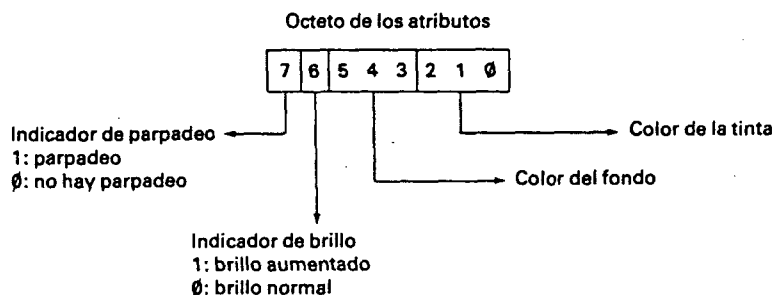 Octeto de los atributos
7 6 5 4 3 2 1 Ø
Indicador de parpadeo
1: parpadeo
Ø: no hay parpadeo
Color de la tinta
Color del fondo
Indicador de brillo
1: brillo aumentado
Ø: brillo normal